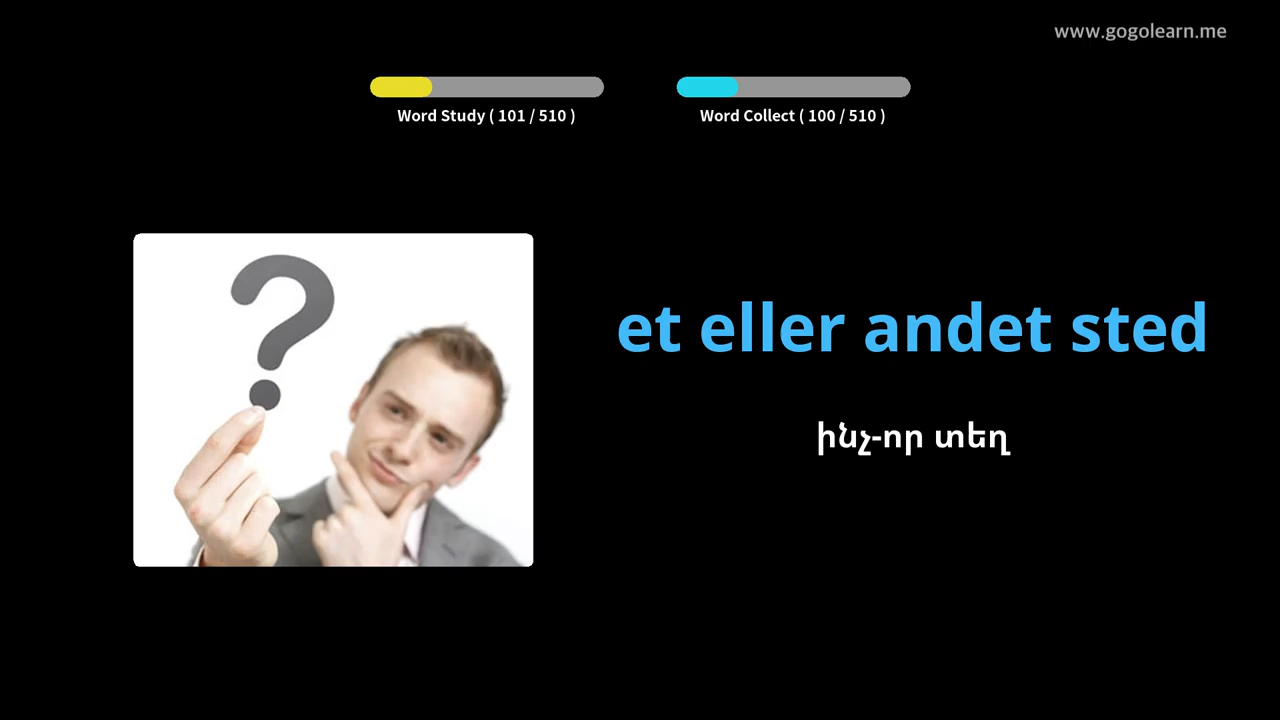 www.gogolearn.me
Word Study ( 101 / 510 )
Word Collect ( 100 / 510 )
et eller andet sted
ինչ-որ տեղ